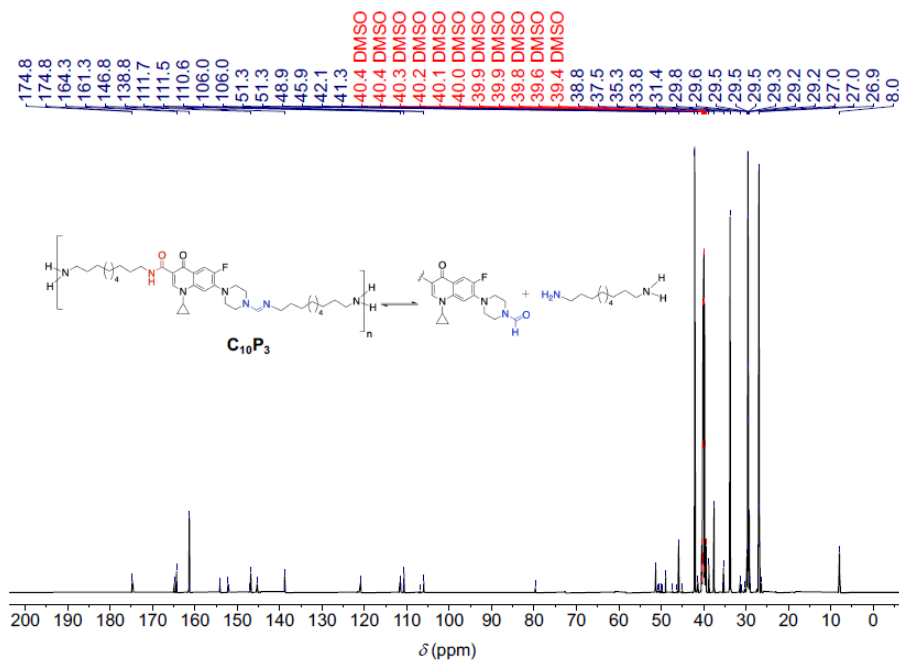 174.8
174.8
164.3
161.3
146.8
138.8
111.7
111.5
110.6
106.0
106.0
51.3
51.3
48.9
45.9
42.1
41.3
40.4 DMSO
40.4 DMSO
40.3 DMSO
40.2 DMSO
40.1 DMSO
40.0 DMSO
39.9 DMSO
39.9 DMSO
39.8 DMSO
39.6 DMSO
39.4 DMSO
38.8
37.5
35.3
33.8
31.4
29.8
29.6
29.5
29.5
29.5
29.3
29.2
29.2
27.0
27.0
26.9
8.0
H N H 4 N H O O F N N N N 4 N H H n
O O F N N N O H
+
H2N 4 N H H
C10P3
200 190 180 170 160 150 140 130 120 110 100 90 80 70 60 50 40 30 20 10 0
δ (ppm)